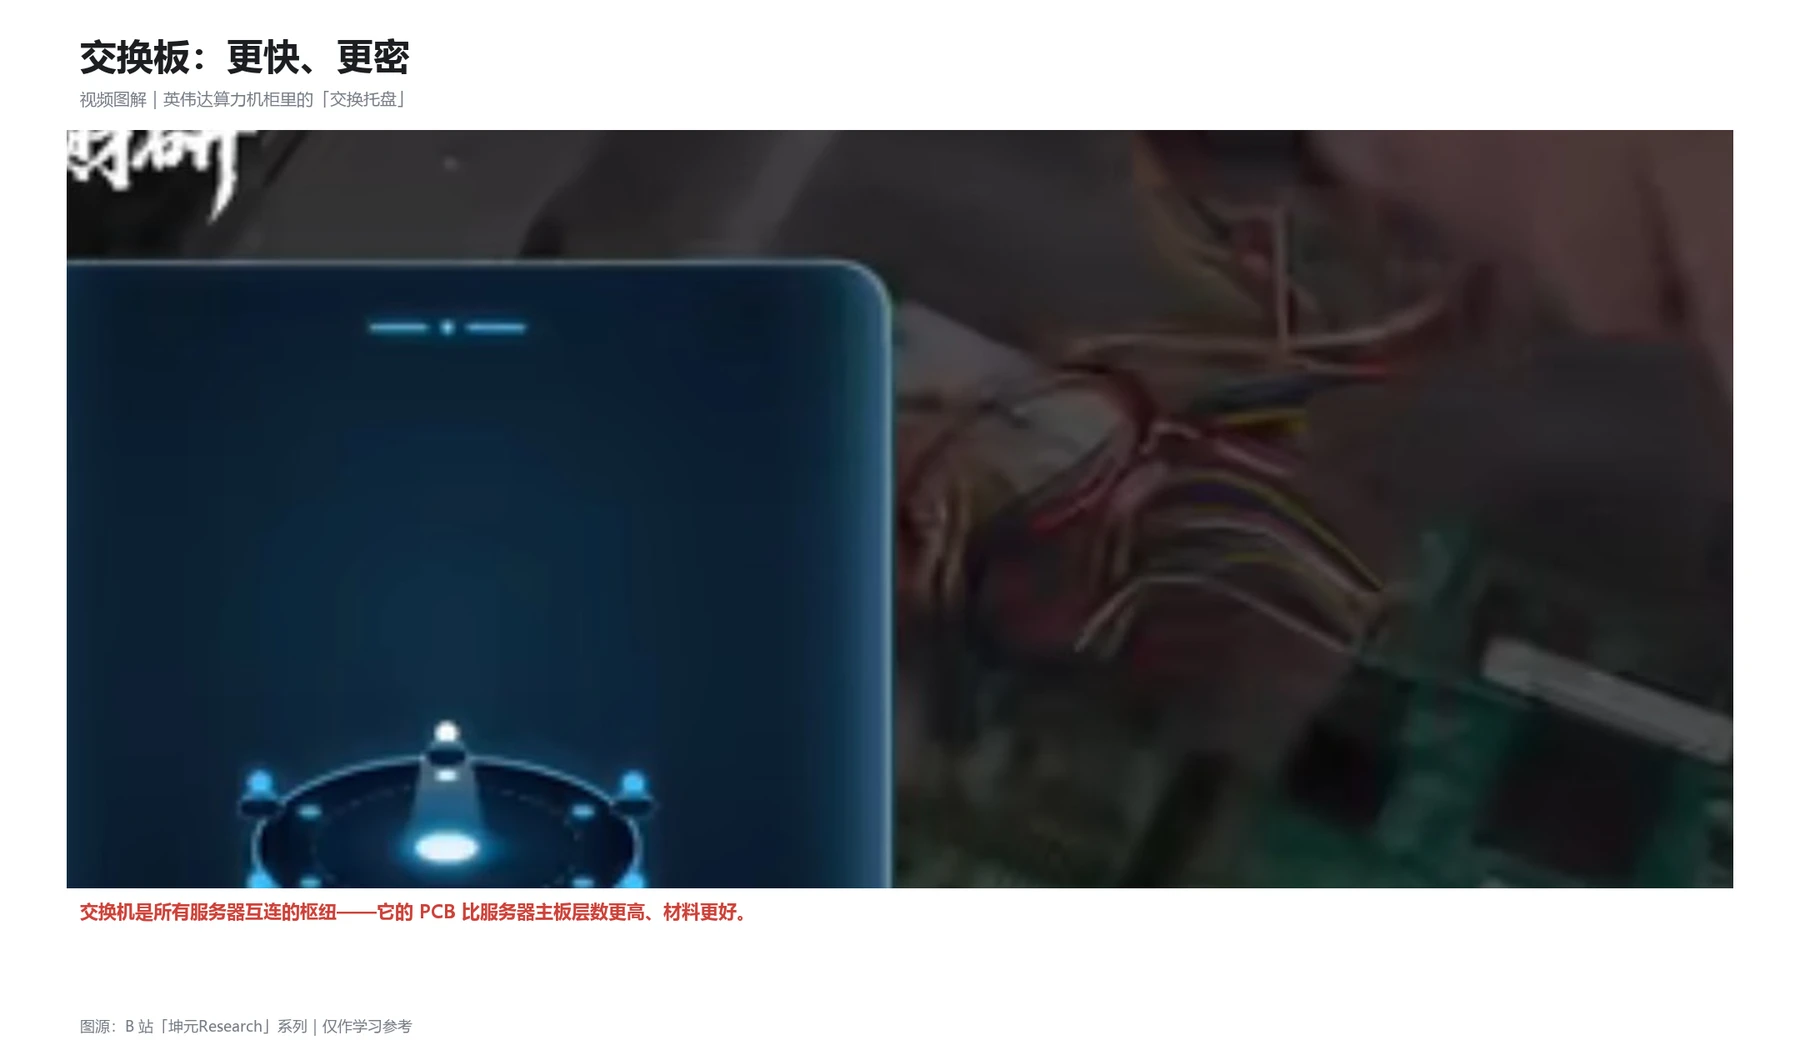 交换板：更快、更密
视频图解｜英伟达算力机柜里的「交换托盘」
交换机是所有服务器互连的枢纽——它的 PCB 比服务器主板层数更高、材料更好。
图源：B 站「坤元Research」系列｜仅作学习参考